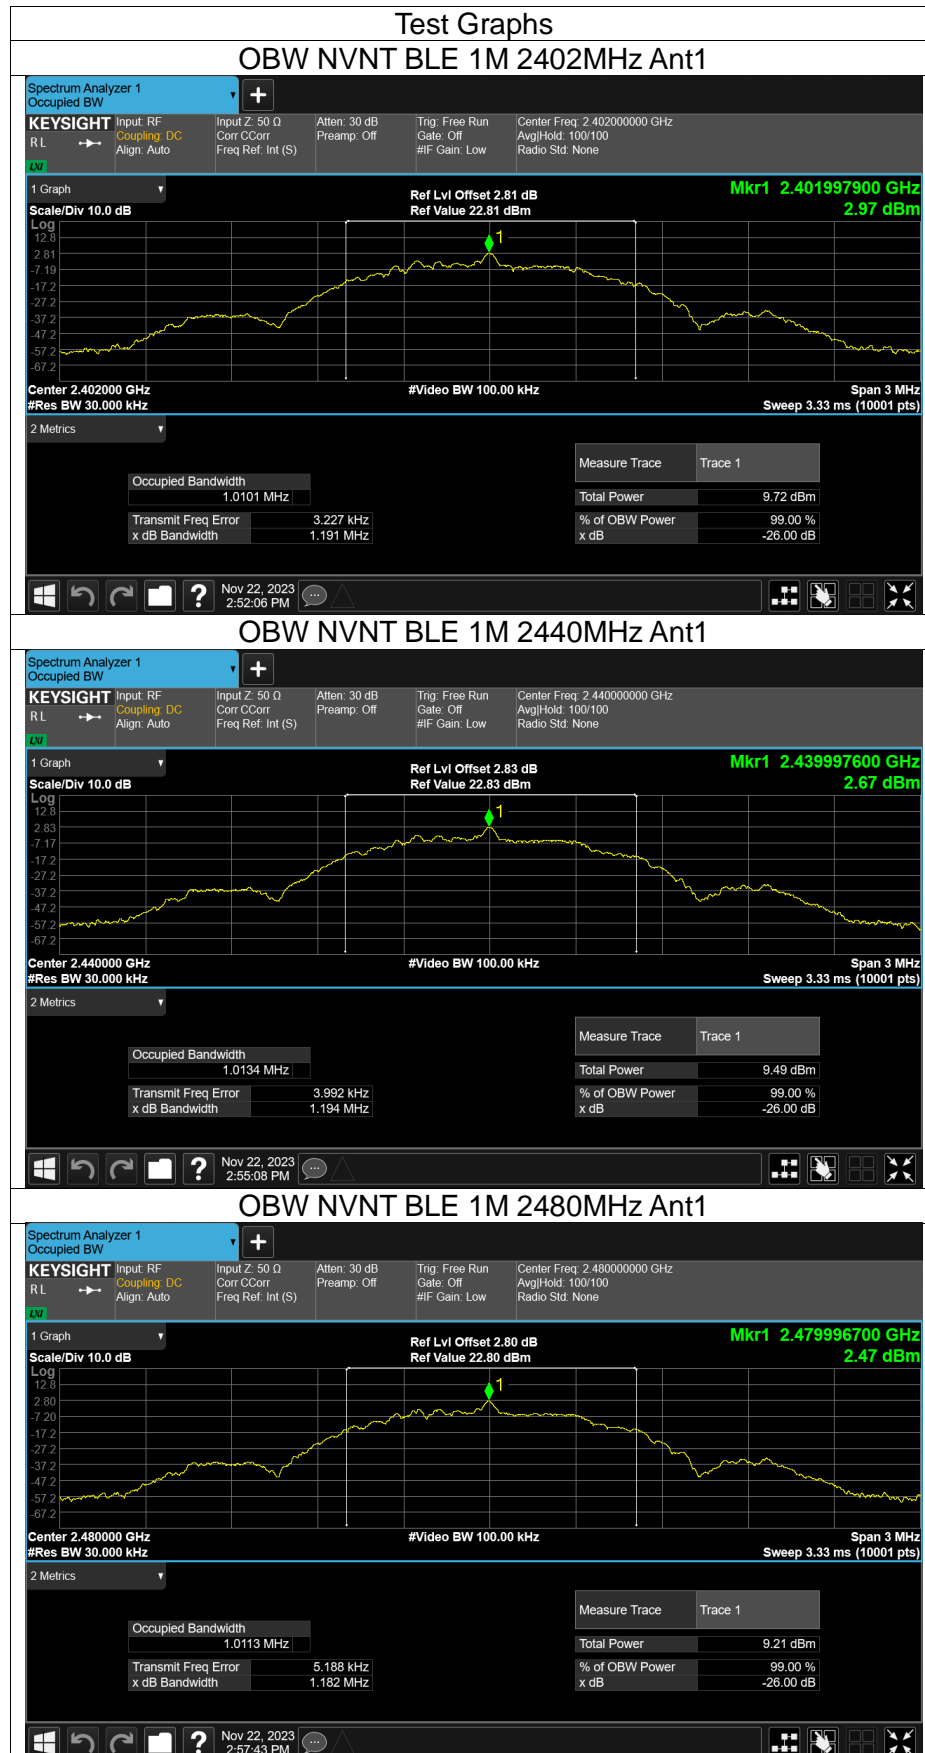 Test Graphs
OBW NVNT BLE 1M 2402MHz Ant1
Spectrum Analyzer 1
Occupied BW
KEYSIGHT Input: RF Input Z: 50 Ω Atten: 30 dB Trig: Free Run Center Freq: 2.402000000 GHz
RL Coupling: DC Corr CCorr Preamp: Off Gate: Off Avg|Hold: 100/100
Align: Auto Freq Ref: Int (S) #IF Gain: Low Radio Std: None
LXI
1 Graph Ref Lvl Offset 2.81 dB Mkr1 2.401997900 GHz
Scale/Div 10.0 dB Ref Value 22.81 dBm 2.97 dBm
Log
12.8
1
2.81
-7.19
-17.2
-27.2
-37.2
-47.2
-57.2
-67.2
Center 2.402000 GHz #Video BW 100.00 kHz Span 3 MHz
#Res BW 30.000 kHz Sweep 3.33 ms (10001 pts)
2 Metrics
Measure Trace Trace 1
Occupied Bandwidth
1.0101 MHz Total Power 9.72 dBm
Transmit Freq Error 3.227 kHz % of OBW Power 99.00 %
x dB Bandwidth 1.191 MHz x dB -26.00 dB
? Nov 22, 2023
2:52:06 PM
OBW NVNT BLE 1M 2440MHz Ant1
Spectrum Analyzer 1
Occupied BW
KEYSIGHT Input: RF Input Z: 50 Ω Atten: 30 dB Trig: Free Run Center Freq: 2.440000000 GHz
RL Coupling: DC Corr CCorr Preamp: Off Gate: Off Avg|Hold: 100/100
Align: Auto Freq Ref: Int (S) #IF Gain: Low Radio Std: None
LXI
1 Graph Ref Lvl Offset 2.83 dB Mkr1 2.439997600 GHz
Scale/Div 10.0 dB Ref Value 22.83 dBm 2.67 dBm
Log
12.8
1
2.83
-7.17
-17.2
-27.2
-37.2
-47.2
-57.2
-67.2
Center 2.440000 GHz #Video BW 100.00 kHz Span 3 MHz
#Res BW 30.000 kHz Sweep 3.33 ms (10001 pts)
2 Metrics
Measure Trace Trace 1
Occupied Bandwidth
1.0134 MHz Total Power 9.49 dBm
Transmit Freq Error 3.992 kHz % of OBW Power 99.00 %
x dB Bandwidth 1.194 MHz x dB -26.00 dB
? Nov 22, 2023
2:55:08 PM
OBW NVNT BLE 1M 2480MHz Ant1
Spectrum Analyzer 1
Occupied BW
KEYSIGHT Input: RF Input Z: 50 Ω Atten: 30 dB Trig: Free Run Center Freq: 2.480000000 GHz
RL Coupling: DC Corr CCorr Preamp: Off Gate: Off Avg|Hold: 100/100
Align: Auto Freq Ref: Int (S) #IF Gain: Low Radio Std: None
LXI
1 Graph Ref Lvl Offset 2.80 dB Mkr1 2.479996700 GHz
Scale/Div 10.0 dB Ref Value 22.80 dBm 2.47 dBm
Log
12.8
1
2.80
-7.20
-17.2
-27.2
-37.2
-47.2
-57.2
-67.2
Center 2.480000 GHz #Video BW 100.00 kHz Span 3 MHz
#Res BW 30.000 kHz Sweep 3.33 ms (10001 pts)
2 Metrics
Measure Trace Trace 1
Occupied Bandwidth
1.0113 MHz Total Power 9.21 dBm
Transmit Freq Error 5.188 kHz % of OBW Power 99.00 %
x dB Bandwidth 1.182 MHz x dB -26.00 dB
? Nov 22, 2023
2:57:43 PM